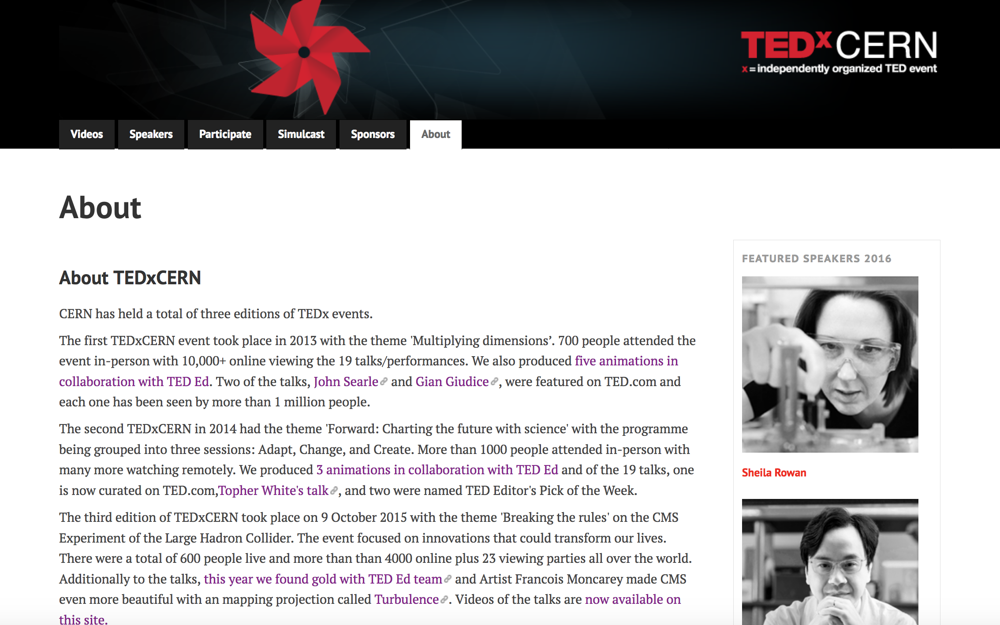 TEDxCERN
x = independently organized TED event
Videos
Speakers
Participate
Simulcast
Sponsors
About
About
About TEDxCERN
CERN has held a total of three editions of TEDx events.
The first TEDxCERN event took place in 2013 with the theme 'Multiplying dimensions’. 700 people attended the
event in-person with 10,000+ online viewing the 19 talks/performances. We also produced five animations in
collaboration with TED Ed. Two of the talks, John Searle and Gian Giudice, were featured on TED.com and
each one has been seen by more than 1 million people.
The second TEDxCERN in 2014 had the theme 'Forward: Charting the future with science' with the programme
being grouped into three sessions: Adapt, Change, and Create. More than 1000 people attended in-person with
many more watching remotely. We produced 3 animations in collaboration with TED Ed and of the 19 talks, one
is now curated on TED.com,Topher White's talk, and two were named TED Editor's Pick of the Week.
The third edition of TEDxCERN took place on 9 October 2015 with the theme 'Breaking the rules' on the CMS
Experiment of the Large Hadron Collider. The event focused on innovations that could transform our lives.
There were a total of 600 people live and more than than 4000 online plus 23 viewing parties all over the world.
Additionally to the talks, this year we found gold with TED Ed team and Artist Francois Moncarey made CMS
even more beautiful with an mapping projection called Turbulence. Videos of the talks are now available on
this site.
FEATURED SPEAKERS 2016
Sheila Rowan